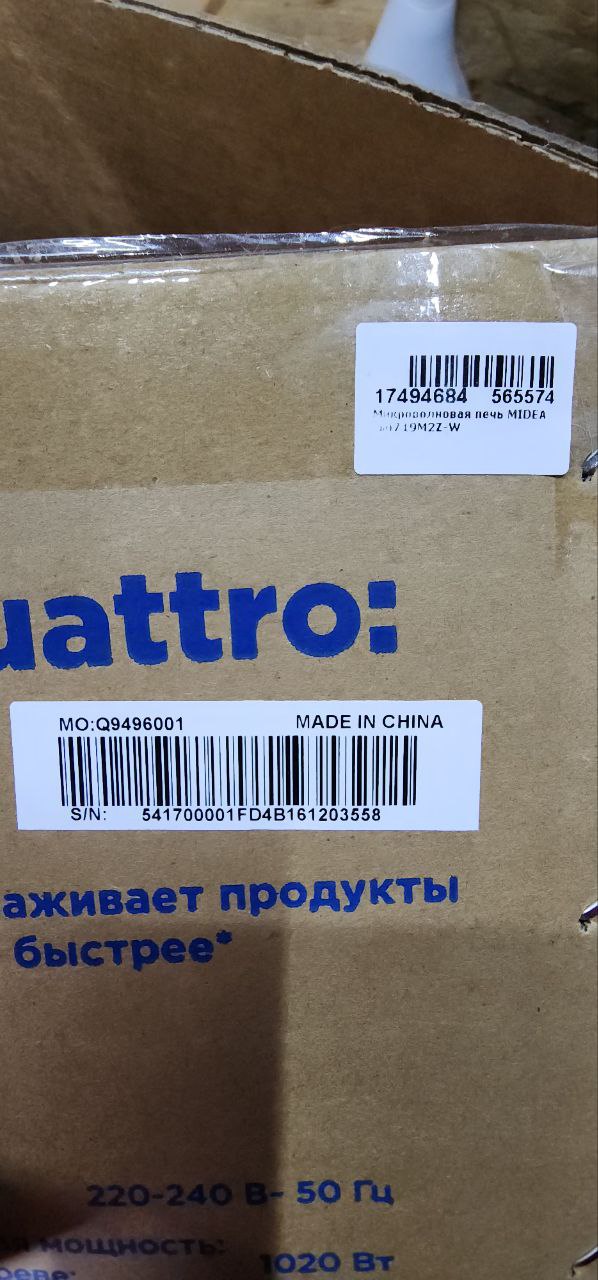 17494684 565574
Микроволновая печь MIDEA
719M2Z-W
uattro:
MO:Q9496001 MADE IN CHINA
S/N: 541700001FD4B161203558
аживает продукты
быстрее*
220-240 В~ 50 Гц
мощность: 1020 Вт